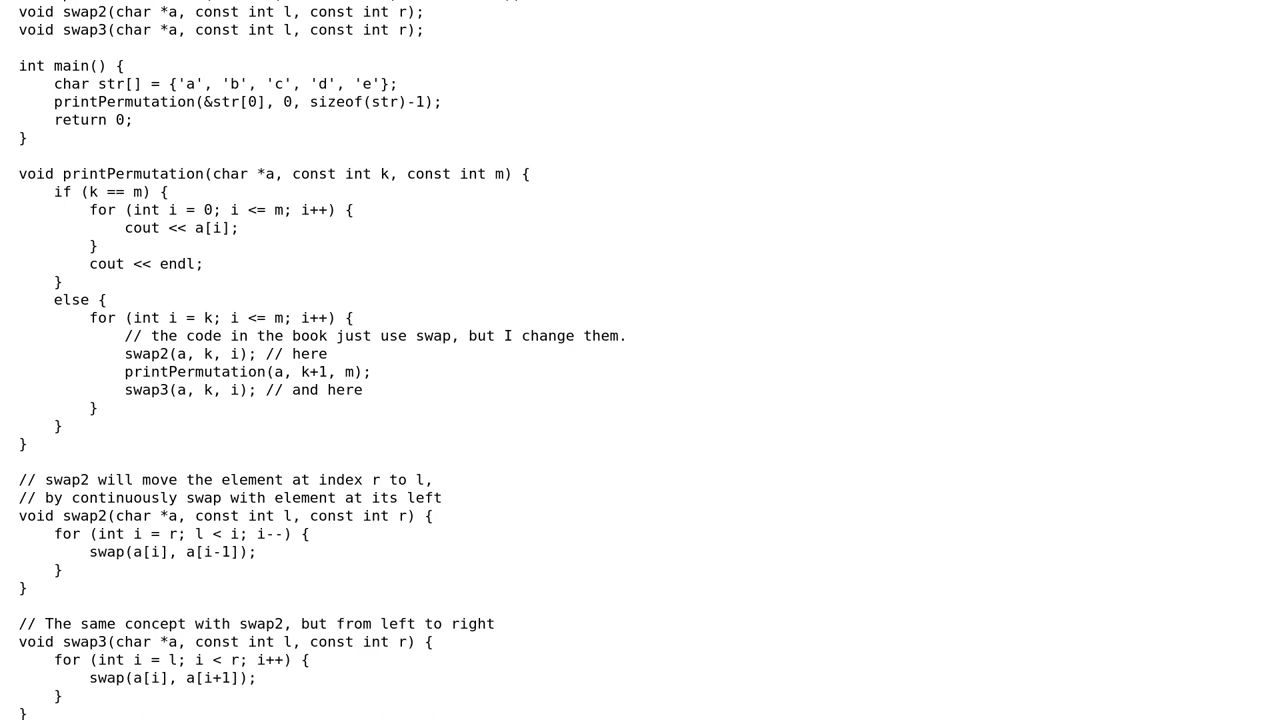 void swap2(char *a, const int l, const int r);
void swap3(char *a, const int l, const int r);

int main() {
    char str[] = {'a', 'b', 'c', 'd', 'e'};
    printPermutation(&str[0], 0, sizeof(str)-1);
    return 0;
}

void printPermutation(char *a, const int k, const int m) {
    if (k == m) {
        for (int i = 0; i <= m; i++) {
            cout << a[i];
        }
        cout << endl;
    }
    else {
        for (int i = k; i <= m; i++) {
            // the code in the book just use swap, but I change them.
            swap2(a, k, i); // here
            printPermutation(a, k+1, m);
            swap3(a, k, i); // and here
        }
    }
}

// swap2 will move the element at index r to l,
// by continuously swap with element at its left
void swap2(char *a, const int l, const int r) {
    for (int i = r; l < i; i--) {
        swap(a[i], a[i-1]);
    }
}

// The same concept with swap2, but from left to right
void swap3(char *a, const int l, const int r) {
    for (int i = l; i < r; i++) {
        swap(a[i], a[i+1]);
    }
}